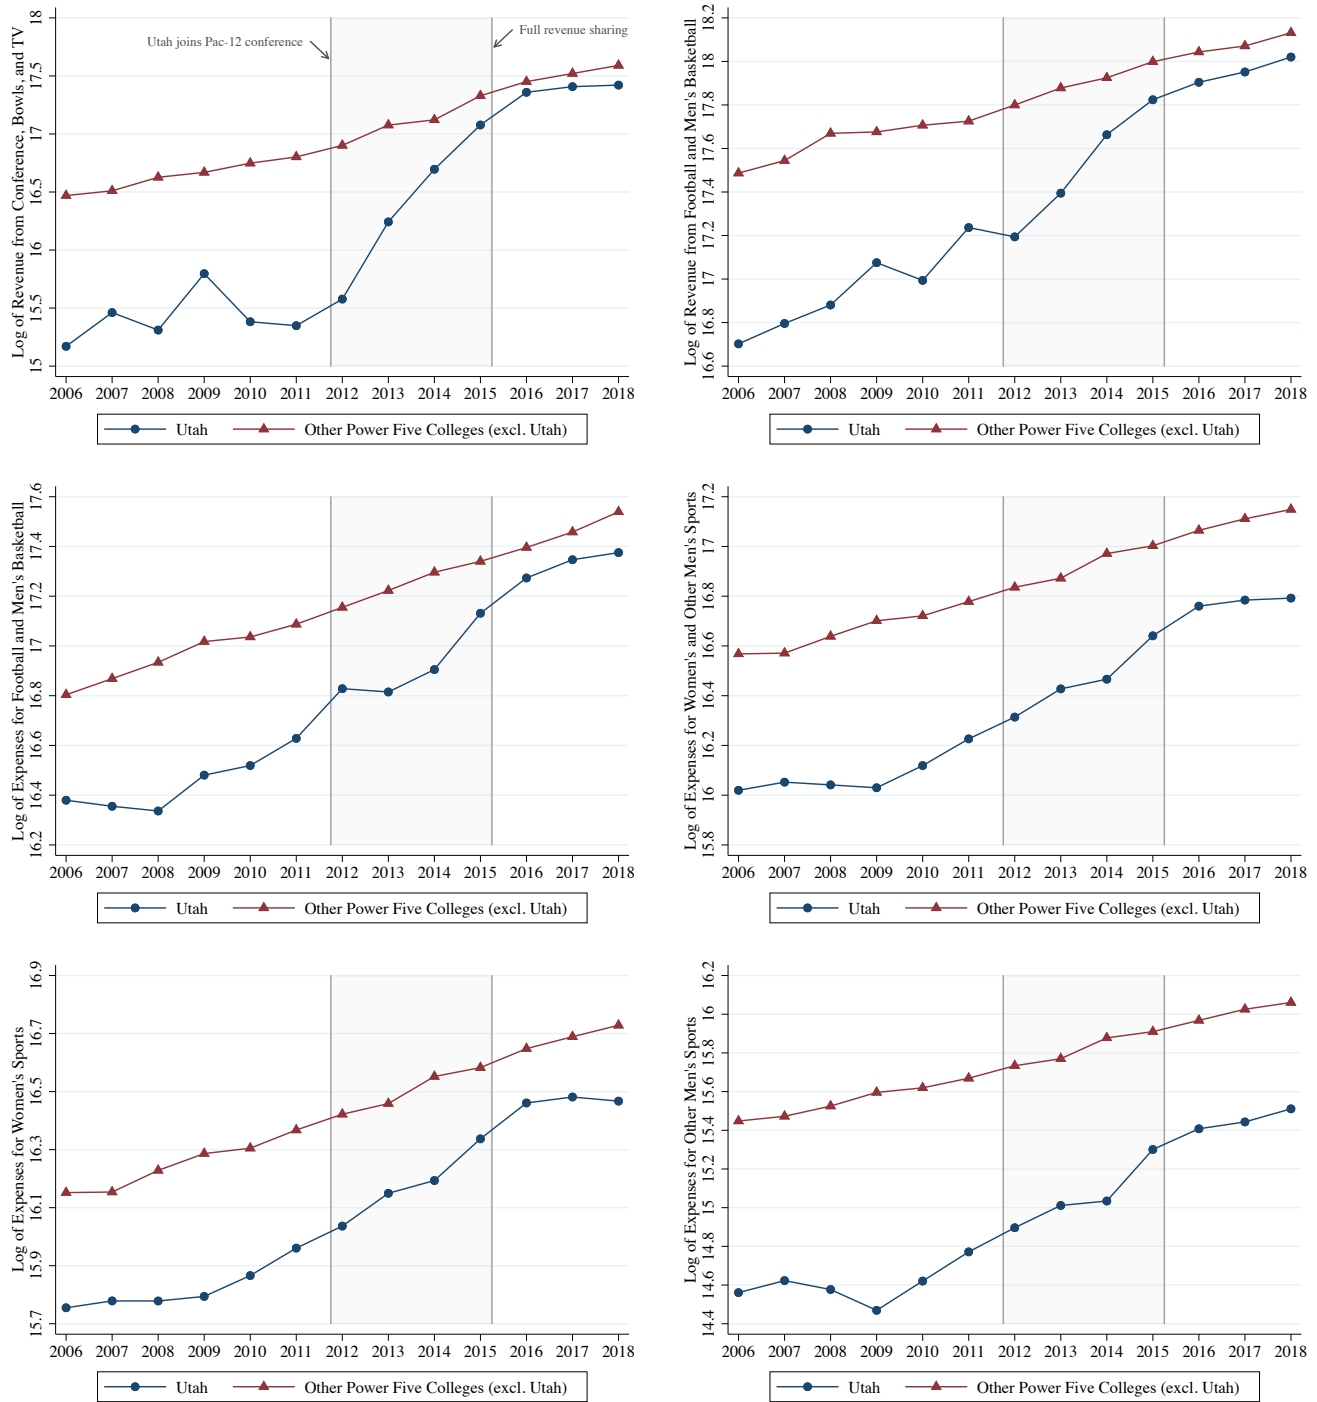 Log of Revenue from Conference, Bowls, and TV
18
17.5
17
16.5
16
15.5
15
Utah joins Pac-12 conference
Full revenue sharing
2006 2007 2008 2009 2010 2011 2012 2013 2014 2015 2016 2017 2018
Utah Other Power Five Colleges (excl. Utah)
Log of Revenue from Football and Men's Basketball
18.2
18
17.8
17.6
17.4
17.2
17
16.8
16.6
2006 2007 2008 2009 2010 2011 2012 2013 2014 2015 2016 2017 2018
Utah Other Power Five Colleges (excl. Utah)
Log of Expenses for Football and Men's Basketball
17.6
17.4
17.2
17
16.8
16.6
16.4
16.2
2006 2007 2008 2009 2010 2011 2012 2013 2014 2015 2016 2017 2018
Utah Other Power Five Colleges (excl. Utah)
Log of Expenses for Women's and Other Men's Sports
17.2
17
16.8
16.6
16.4
16.2
16
15.8
2006 2007 2008 2009 2010 2011 2012 2013 2014 2015 2016 2017 2018
Utah Other Power Five Colleges (excl. Utah)
Log of Expenses for Women's Sports
16.9
16.7
16.5
16.3
16.1
15.9
15.7
2006 2007 2008 2009 2010 2011 2012 2013 2014 2015 2016 2017 2018
Utah Other Power Five Colleges (excl. Utah)
Log of Expenses for Other Men's Sports
16.2
16
15.8
15.6
15.4
15.2
15
14.8
14.6
14.4
2006 2007 2008 2009 2010 2011 2012 2013 2014 2015 2016 2017 2018
Utah Other Power Five Colleges (excl. Utah)